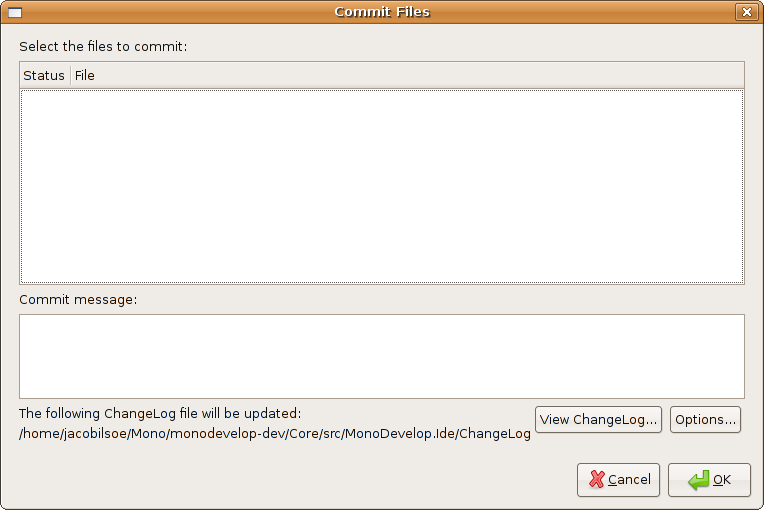 Commit Files
Select the files to commit:
Status File
Commit message:
The following ChangeLog file will be updated:
/home/jacobilsoe/Mono/monodevelop-dev/Core/src/MonoDevelop.Ide/ChangeLog
View ChangeLog... Options...
Cancel OK